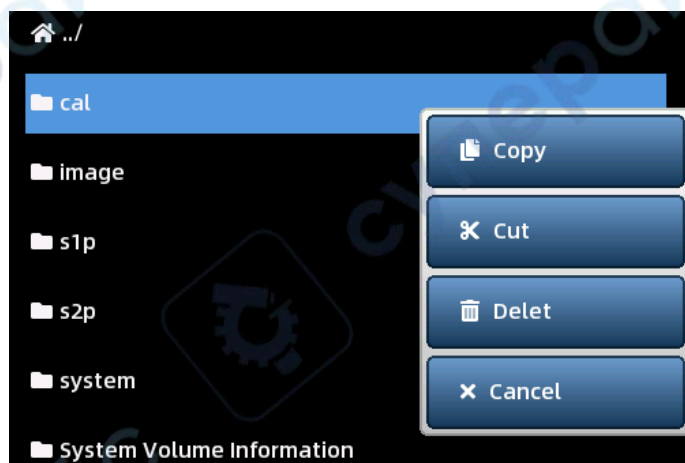 ../
cal
image
s1p
s2p
system
System Volume Information
Copy
Cut
Delet
Cancel